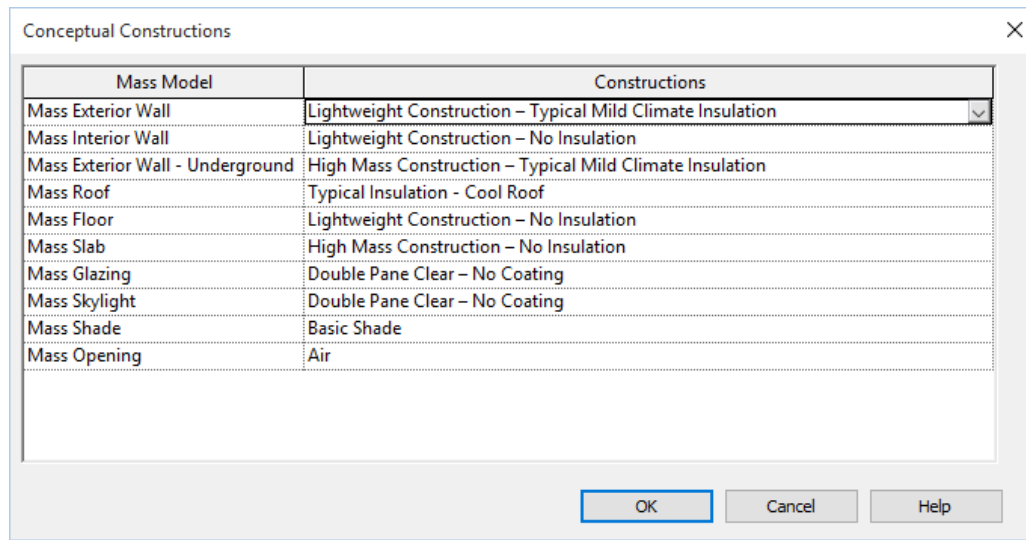 Conceptual Constructions
Mass Model Constructions
Mass Exterior Wall Lightweight Construction – Typical Mild Climate Insulation
Mass Interior Wall Lightweight Construction – No Insulation
Mass Exterior Wall - Underground High Mass Construction – Typical Mild Climate Insulation
Mass Roof Typical Insulation - Cool Roof
Mass Floor Lightweight Construction – No Insulation
Mass Slab High Mass Construction – No Insulation
Mass Glazing Double Pane Clear – No Coating
Mass Skylight Double Pane Clear – No Coating
Mass Shade Basic Shade
Mass Opening Air
OK Cancel Help